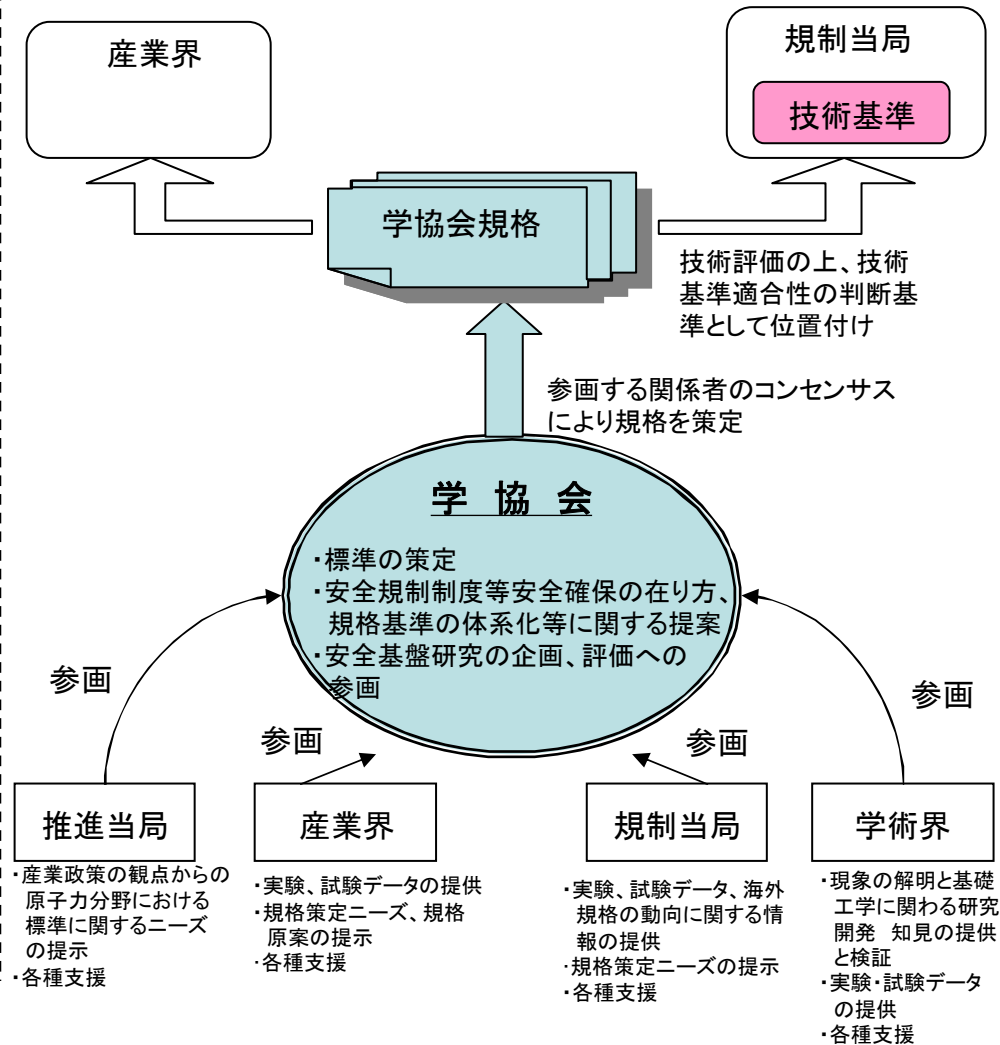 産業界
規制当局
技術基準
学協会規格
技術評価の上、技術
基準適合性の判断基
準として位置付け
参画する関係者のコンセンサス
により規格を策定
学 協 会
・標準の策定
・安全規制制度等安全確保の在り方、
規格基準の体系化等に関する提案
・安全基盤研究の企画、評価への
参画
参画
参画
参画
参画
推進当局
・産業政策の観点からの
原子力分野における
標準に関するニーズ
の提示
・各種支援
産業界
・実験、試験データの提供
・規格策定ニーズ、規格
原案の提示
・各種支援
規制当局
・実験、試験データ、海外
規格の動向に関する情
報の提供
・規格策定ニーズの提示
・各種支援
学術界
・現象の解明と基礎
工学に関わる研究
開発 知見の提供
と検証
・実験・試験データ
の提供
・各種支援